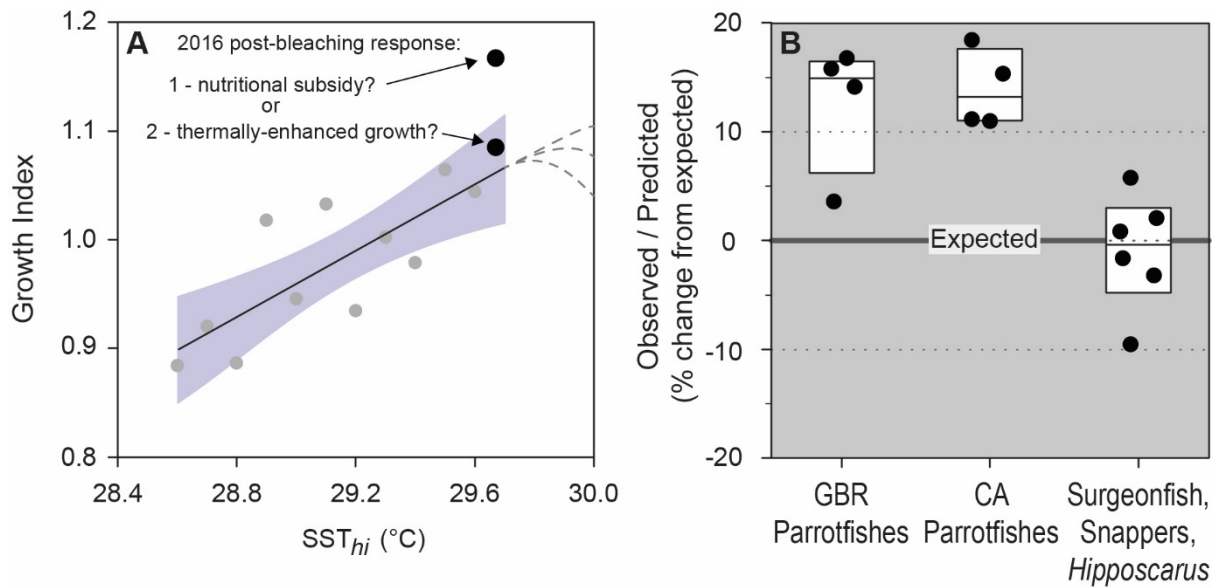 A
2016 post-bleaching response:
1 - nutritional subsidy?
or
2 - thermally-enhanced growth?
Growth Index
1.2
1.1
1.0
0.9
0.8
28.4
28.8
29.2
29.6
30.0
SSThi (°C)
B
Observed / Predicted
(% change from expected)
20
10
0
-10
-20
Expected
GBR
Parrotfishes
CA
Parrotfishes
Surgeonfish,
Snappers,
Hipposcarus